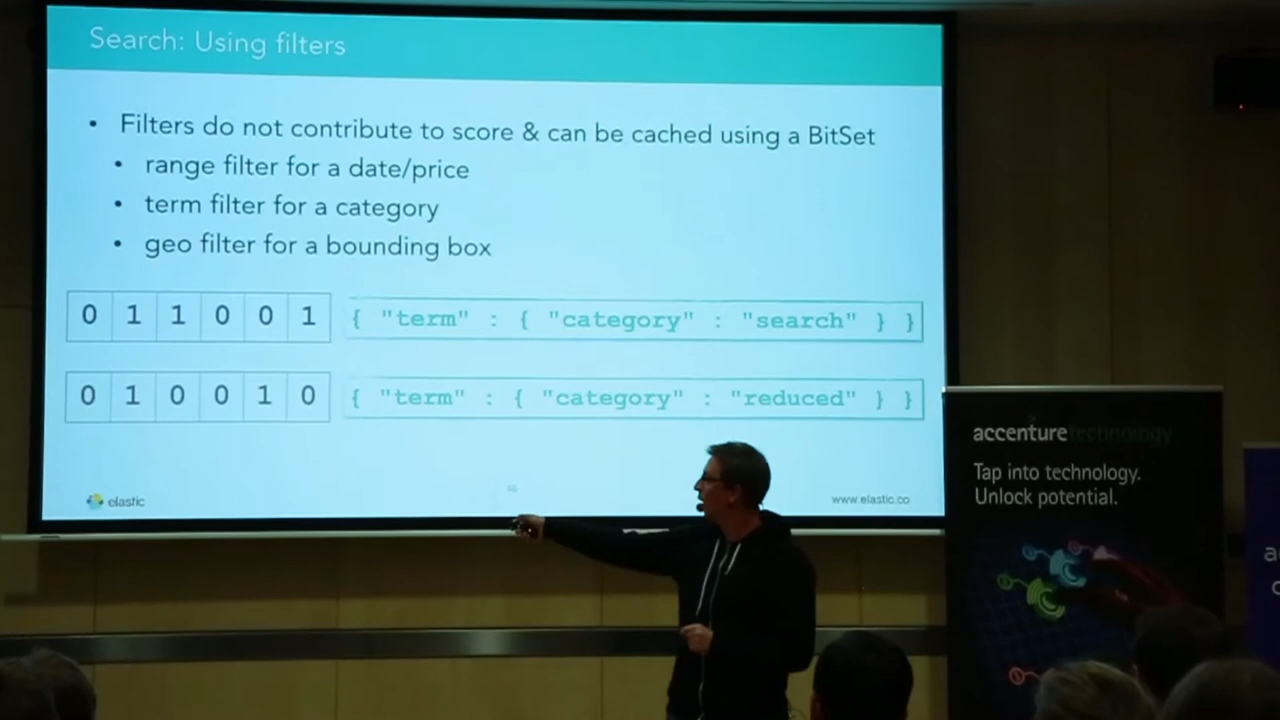 Search: Using filters
• Filters do not contribute to score & can be cached using a BitSet
• range filter for a date/price
• term filter for a category
• geo filter for a bounding box
0 1 1 0 0 1 { "term" : { "category" : "search" } }
0 1 0 0 1 0 { "term" : { "category" : "reduced" } }
elastic
www.elastic.co
accenturetechnology
Tap into technology.
Unlock potential.